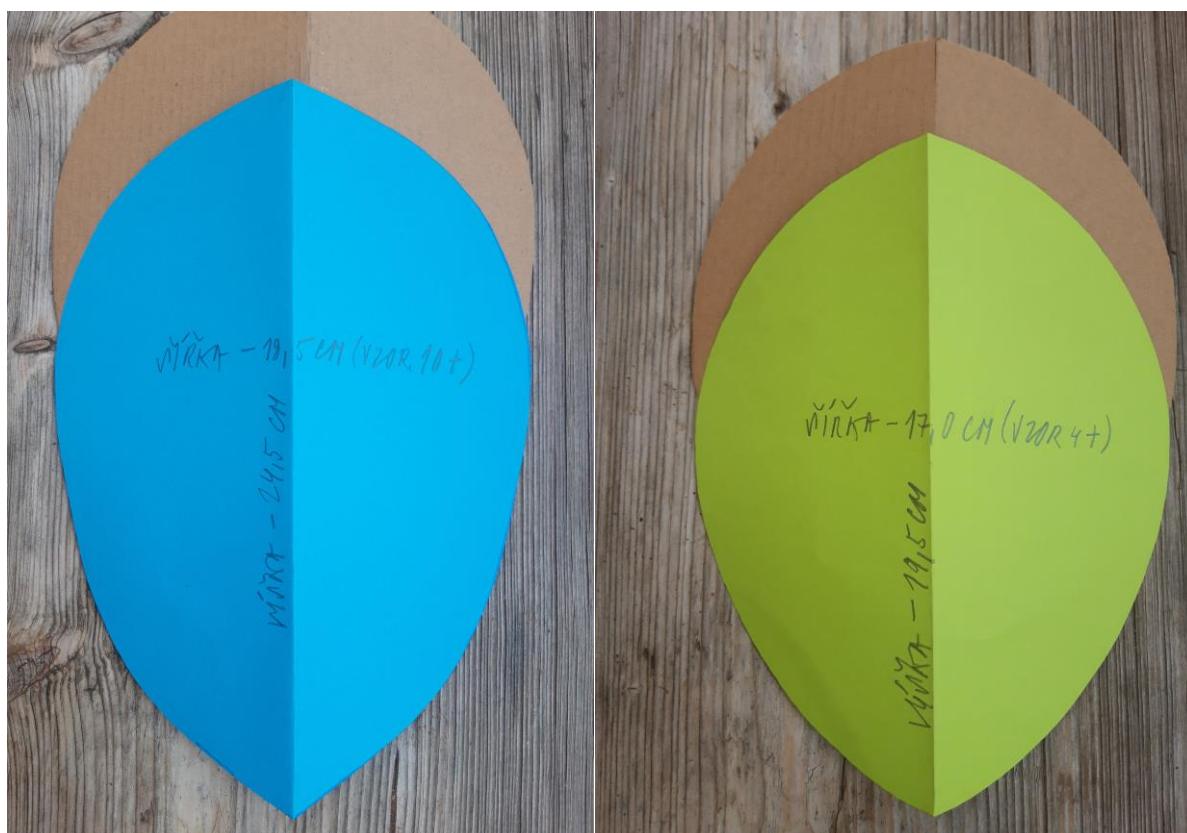 ŠÍŘKA - 18,5 CM (VZOR 10+)
VÝŠKA - 24,5 CM
ŠÍŘKA - 17,0 CM (VZOR 4+)
VÝŠKA - 19,5 CM